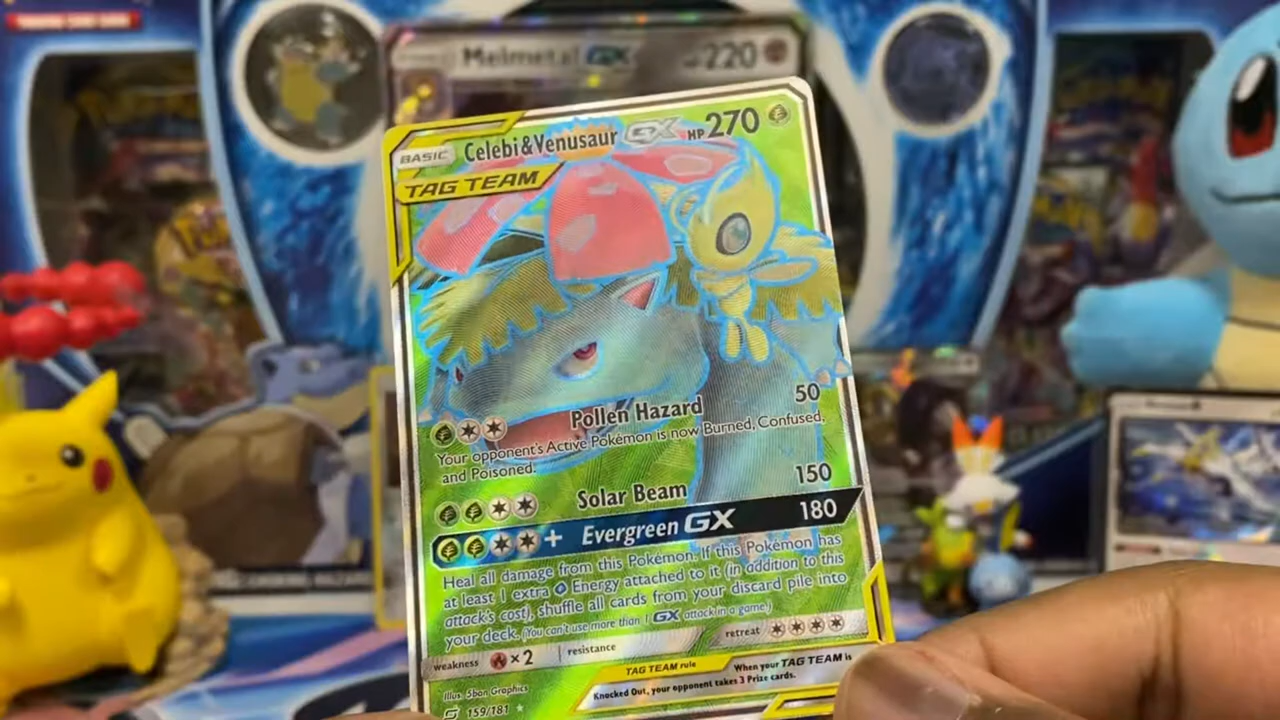 Melmetal GX 220
BASIC Celebi&Venusaur GX HP 270
TAG TEAM
Pollen Hazard 50
Your opponent's Active Pokémon is now Burned, Confused,
and Poisoned.
Solar Beam 150
+ Evergreen GX 180
Heal all damage from this Pokémon. If this Pokémon has
at least 1 extra Energy attached to it (in addition to this
attack's cost), shuffle all cards from your discard pile into
your deck. (You can't use more than 1 GX attack in a game.)
weakness ×2 resistance retreat
TAG TEAM rule When your TAG TEAM is
Knocked Out, your opponent takes 3 Prize cards.
Illus. 5ban Graphics
159/181